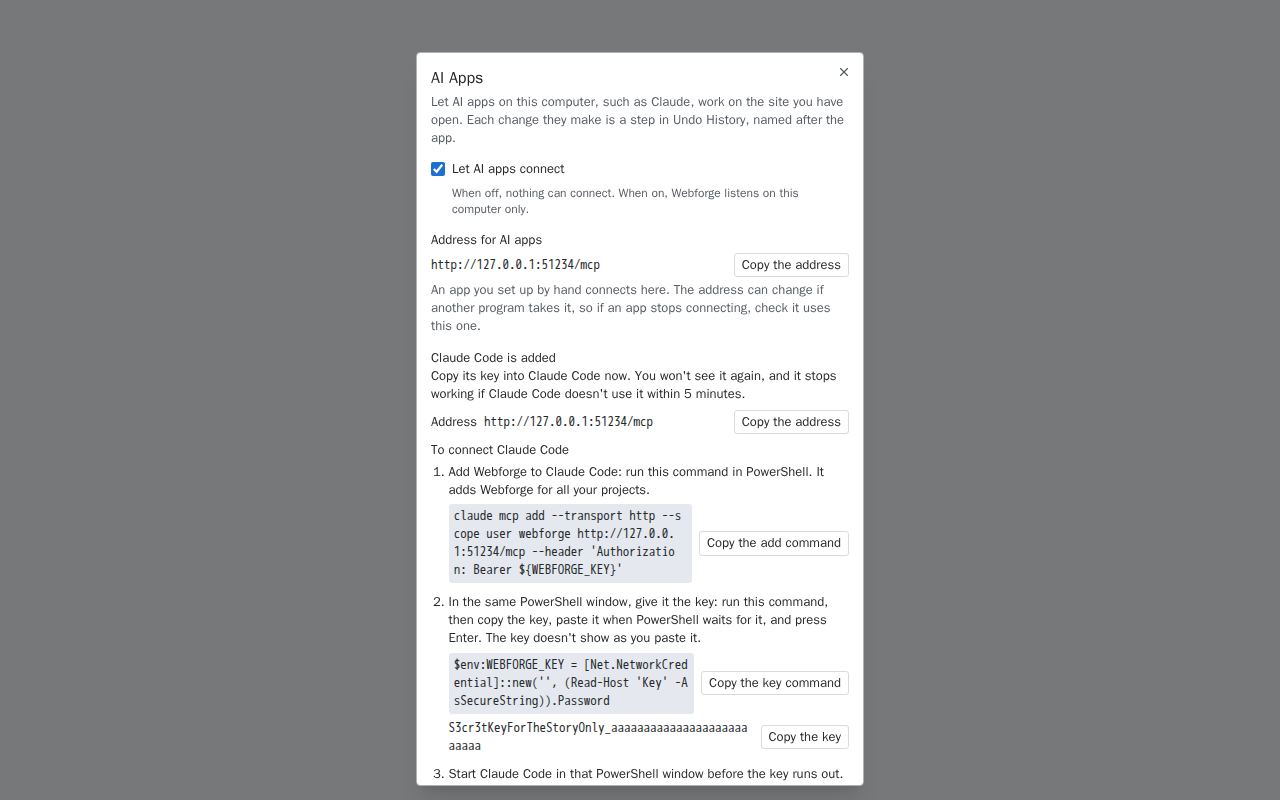 AI Apps
Let AI apps on this computer, such as Claude, work on the site you have
open. Each change they make is a step in Undo History, named after the
app.
Let AI apps connect
When off, nothing can connect. When on, Webforge listens on this
computer only.
Address for AI apps
http://127.0.0.1:51234/mcp
Copy the address
An app you set up by hand connects here. The address can change if
another program takes it, so if an app stops connecting, check it uses
this one.
Claude Code is added
Copy its key into Claude Code now. You won't see it again, and it stops
working if Claude Code doesn't use it within 5 minutes.
Address http://127.0.0.1:51234/mcp
Copy the address
To connect Claude Code
1. Add Webforge to Claude Code: run this command in PowerShell. It
adds Webforge for all your projects.
claude mcp add --transport http --s
cope user webforge http://127.0.0.
1:51234/mcp --header 'Authorizatio
n: Bearer ${WEBFORGE_KEY}'
Copy the add command
2. In the same PowerShell window, give it the key: run this command,
then copy the key, paste it when PowerShell waits for it, and press
Enter. The key doesn't show as you paste it.
$env:WEBFORGE_KEY = [Net.NetworkCred
ential]::new('', (Read-Host 'Key' -A
sSecureString)).Password
Copy the key command
S3cr3tKeyForTheStoryOnly_aaaaaaaaaaaaaaaaaaaaa
aaaaa
Copy the key
3. Start Claude Code in that PowerShell window before the key runs out.